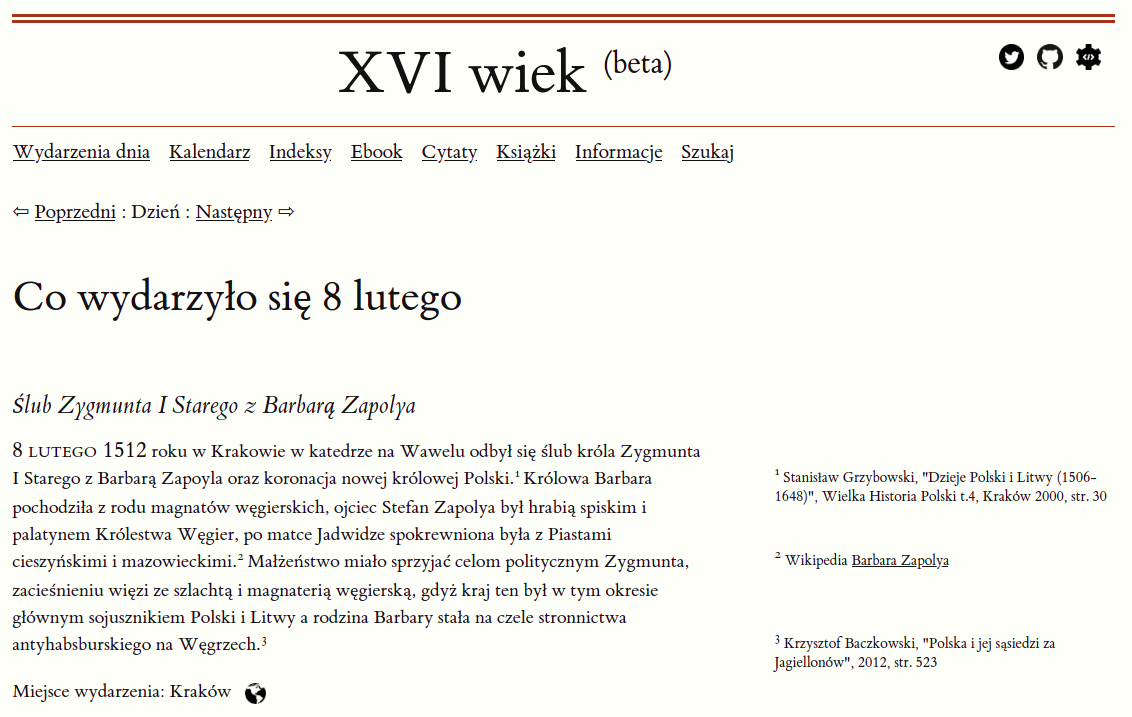 XVI wiek (beta)
Wydarzenia dnia Kalendarz Indeksy Ebook Cytaty Książki Informacje Szukaj
⇦ Poprzedni : Dzień : Następny ⇨
Co wydarzyło się 8 lutego
Ślub Zygmunta I Starego z Barbarą Zapolya
8 LUTEGO 1512 roku w Krakowie w katedrze na Wawelu odbył się ślub króla Zygmunta
I Starego z Barbarą Zapoyla oraz koronacja nowej królowej Polski.¹ Królowa Barbara
pochodziła z rodu magnatów węgierskich, ojciec Stefan Zapolya był hrabią spiskim i
palatynem Królestwa Węgier, po matce Jadwidze spokrewniona była z Piastami
cieszyńskimi i mazowieckimi.² Małżeństwo miało sprzyjać celom politycznym Zygmunta,
zacieśnieniu więzi ze szlachtą i magnaterią węgierską, gdyż kraj ten był w tym okresie
głównym sojusznikiem Polski i Litwy a rodzina Barbary stała na czele stronnictwa
antyhabsburskiego na Węgrzech.³
Miejsce wydarzenia: Kraków
¹ Stanisław Grzybowski, "Dzieje Polski i Litwy (1506-
1648)", Wielka Historia Polski t.4, Kraków 2000, str. 30
² Wikipedia Barbara Zapolya
³ Krzysztof Baczkowski, "Polska i jej sąsiedzi za
Jagiellonów", 2012, str. 523